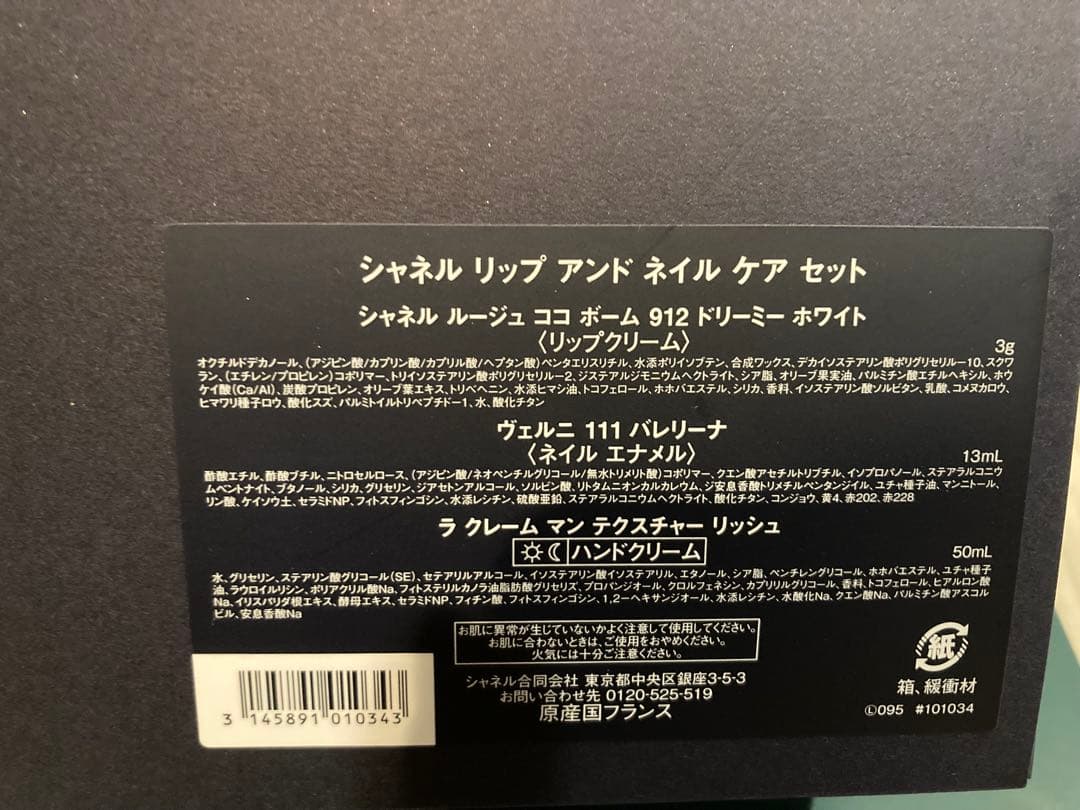 シャネル リップ アンド ネイル ケア セット
シャネル ルージュ ココ ボーム 912 ドリーミー ホワイト
〈リップクリーム〉
3g
オクチルドデカノール、(アジピン酸/カプリン酸/カプリル酸/ヘプタン酸)ペンタエリスリチル、水添ポリイソブテン、合成ワックス、デカイソステアリン酸ポリグリセリル-10、スクワ
ラン、(エチレン/プロピレン)コポリマー、トリイソステアリン酸ポリグリセリル-2、ジステアルジモニウムヘクトライト、シア脂、オリーブ果実油、パルミチン酸エチルヘキシル、ホウ
ケイ酸(Ca/Al)、炭酸プロピレン、オリーブ葉エキス、トリベヘニン、水添ヒマシ油、トコフェロール、ホホバエステル、シリカ、香料、イソステアリン酸ソルビタン、乳酸、コメヌカロウ、
ヒマワリ種子ロウ、酸化スズ、パルミトイルトリペプチド-1、水、酸化チタン
ヴェルニ 111 バレリーナ
〈ネイル エナメル〉
13mL
酢酸エチル、酢酸ブチル、ニトロセルロース、(アジピン酸/ネオペンチルグリコール/無水トリメリト酸)コポリマー、クエン酸アセチルトリブチル、イソプロパノール、ステアラルコニウ
ムベントナイト、ブタノール、シリカ、グリセリン、ジアセトンアルコール、ソルビン酸、リトタムニオンカルカレウム、ジ安息香酸トリメチルペンタンジイル、ユチャ種子油、マンニトール、
リン酸、ケイソウ土、セラミドNP、フィトスフィンゴシン、水添レシチン、硫酸亜鉛、ステアラルコニウムヘクトライト、酸化チタン、コンジョウ、黄4、赤202、赤228
ラ クレーム マン テクスチャー リッシュ
ハンドクリーム
50mL
水、グリセリン、ステアリン酸グリコール(SE)、セテアリルアルコール、イソステアリン酸イソステアリル、エタノール、シア脂、ペンチレングリコール、ホホバエステル、ユチャ種子
油、ラウロイルリシン、ポリアクリル酸Na、フィトステリルカノラ油脂肪酸グリセリズ、プロパンジオール、クロルフェネシン、カプリリルグリコール、香料、トコフェロール、ヒアルロン酸
Na、イリスパリダ根エキス、酵母エキス、セラミドNP、フィチン酸、フィトスフィンゴシン、1,2-ヘキサンジオール、水添レシチン、水酸化Na、クエン酸Na、パルミチン酸アスコル
ビル、安息香酸Na
お肌に異常が生じていないかよく注意して使用してください。
お肌に合わないときは、ご使用をおやめください。
火気には十分ご注意ください。
シャネル合同会社 東京都中央区銀座3-5-3
お問い合わせ先 0120-525-519
原産国フランス
紙
箱、緩衝材
Ⓛ095 #101034
3 145891 010343